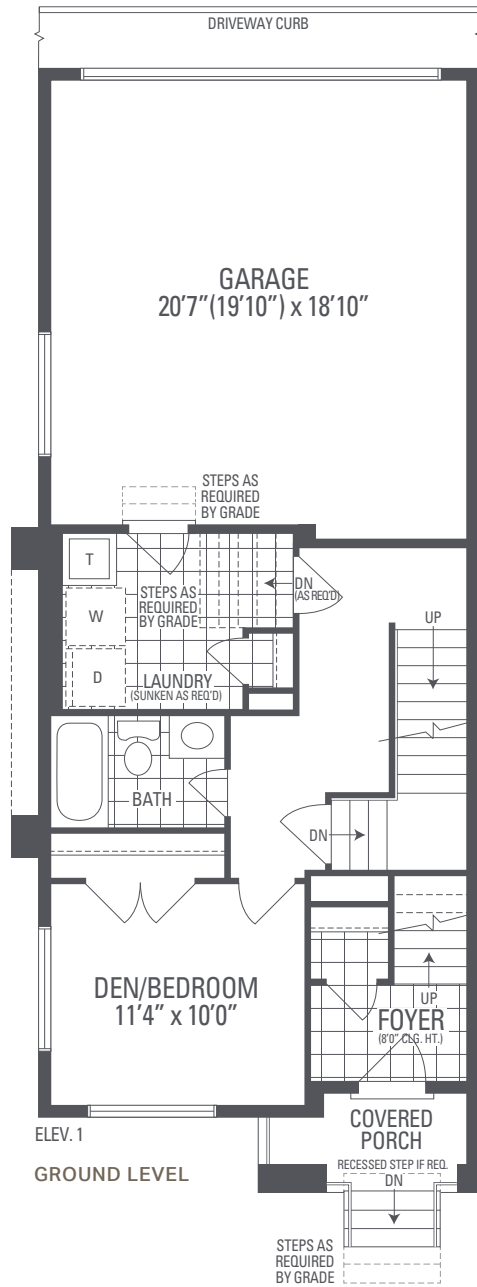 DRIVEWAY CURB
GARAGE
20'7"(19'10") x 18'10"
STEPS AS
REQUIRED
BY GRADE
T
STEPS AS
REQUIRED
BY GRADE
DN
(AS REQ'D)
W
UP
D
LAUNDRY
(SUNKEN AS REQ'D)
BATH
DN
DEN/BEDROOM
11'4" x 10'0"
UP
FOYER
(8'0" CLG. HT.)
ELEV. 1
COVERED
PORCH
GROUND LEVEL
RECESSED STEP IF REQ.
DN
STEPS AS
REQUIRED
BY GRADE